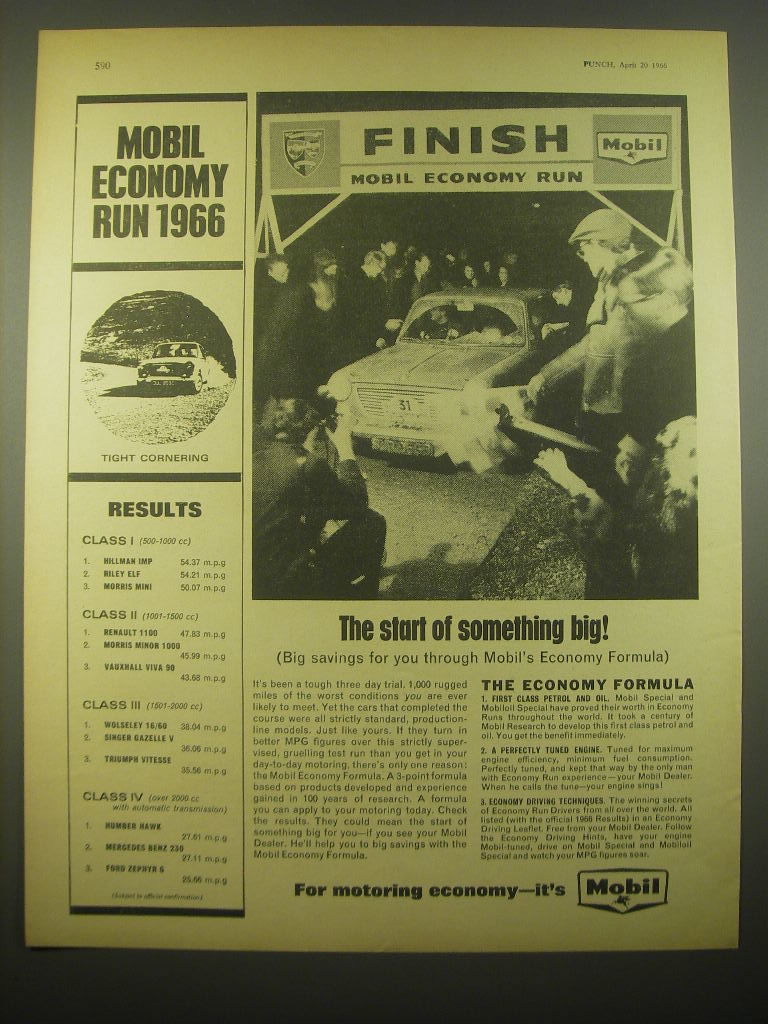 590
PUNCH, April 20 1966
MOBIL
ECONOMY
RUN 1966
TIGHT CORNERING
RESULTS
CLASS I (500-1000 cc)
1. HILLMAN IMP 54.37 m.p.g
2. RILEY ELF 54.21 m.p.g
3. MORRIS MINI 50.07 m.p.g
CLASS II (1001-1500 cc)
1. RENAULT 1100 47.83 m.p.g
2. MORRIS MINOR 1000
45.99 m.p.g
3. VAUXHALL VIVA 90
43.68 m.p.g
CLASS III (1501-2000 cc)
1. WOLSELEY 16/60 38.04 m.p.g
2. SINGER GAZELLE V
36.06 m.p.g
3. TRIUMPH VITESSE
35.56 m.p.g
CLASS IV (over 2000 cc
with automatic transmission)
1. HUMBER HAWK
27.61 m.p.g
2. MERCEDES BENZ 230
27.11 m.p.g
3. FORD ZEPHYR 6
25.66 m.p.g
(Subject to official confirmation)
FINISH
Mobil
MOBIL ECONOMY RUN
31
The start of something big!
(Big savings for you through Mobil's Economy Formula)
It's been a tough three day trial. 1,000 rugged
miles of the worst conditions you are ever
likely to meet. Yet the cars that completed the
course were all strictly standard, production-
line models. Just like yours. If they turn in
better MPG figures over this strictly super-
vised, gruelling test run than you get in your
day-to-day motoring, there's only one reason:
the Mobil Economy Formula. A 3-point formula
based on products developed and experience
gained in 100 years of research. A formula
you can apply to your motoring today. Check
the results. They could mean the start of
something big for you—if you see your Mobil
Dealer. He'll help you to big savings with the
Mobil Economy Formula.
THE ECONOMY FORMULA
1. FIRST CLASS PETROL AND OIL. Mobil Special and
Mobiloil Special have proved their worth in Economy
Runs throughout the world. It took a century of
Mobil Research to develop this first class petrol and
oil. You get the benefit immediately.
2. A PERFECTLY TUNED ENGINE. Tuned for maximum
engine efficiency, minimum fuel consumption.
Perfectly tuned, and kept that way by the only man
with Economy Run experience—your Mobil Dealer.
When he calls the tune—your engine sings!
3. ECONOMY DRIVING TECHNIQUES. The winning secrets
of Economy Run Drivers from all over the world. All
listed (with the official 1966 Results) in an Economy
Driving Leaflet. Free from your Mobil Dealer. Follow
the Economy Driving Hints, have your engine
Mobil-tuned, drive on Mobil Special and Mobiloil
Special and watch your MPG figures soar.
For motoring economy—it's Mobil